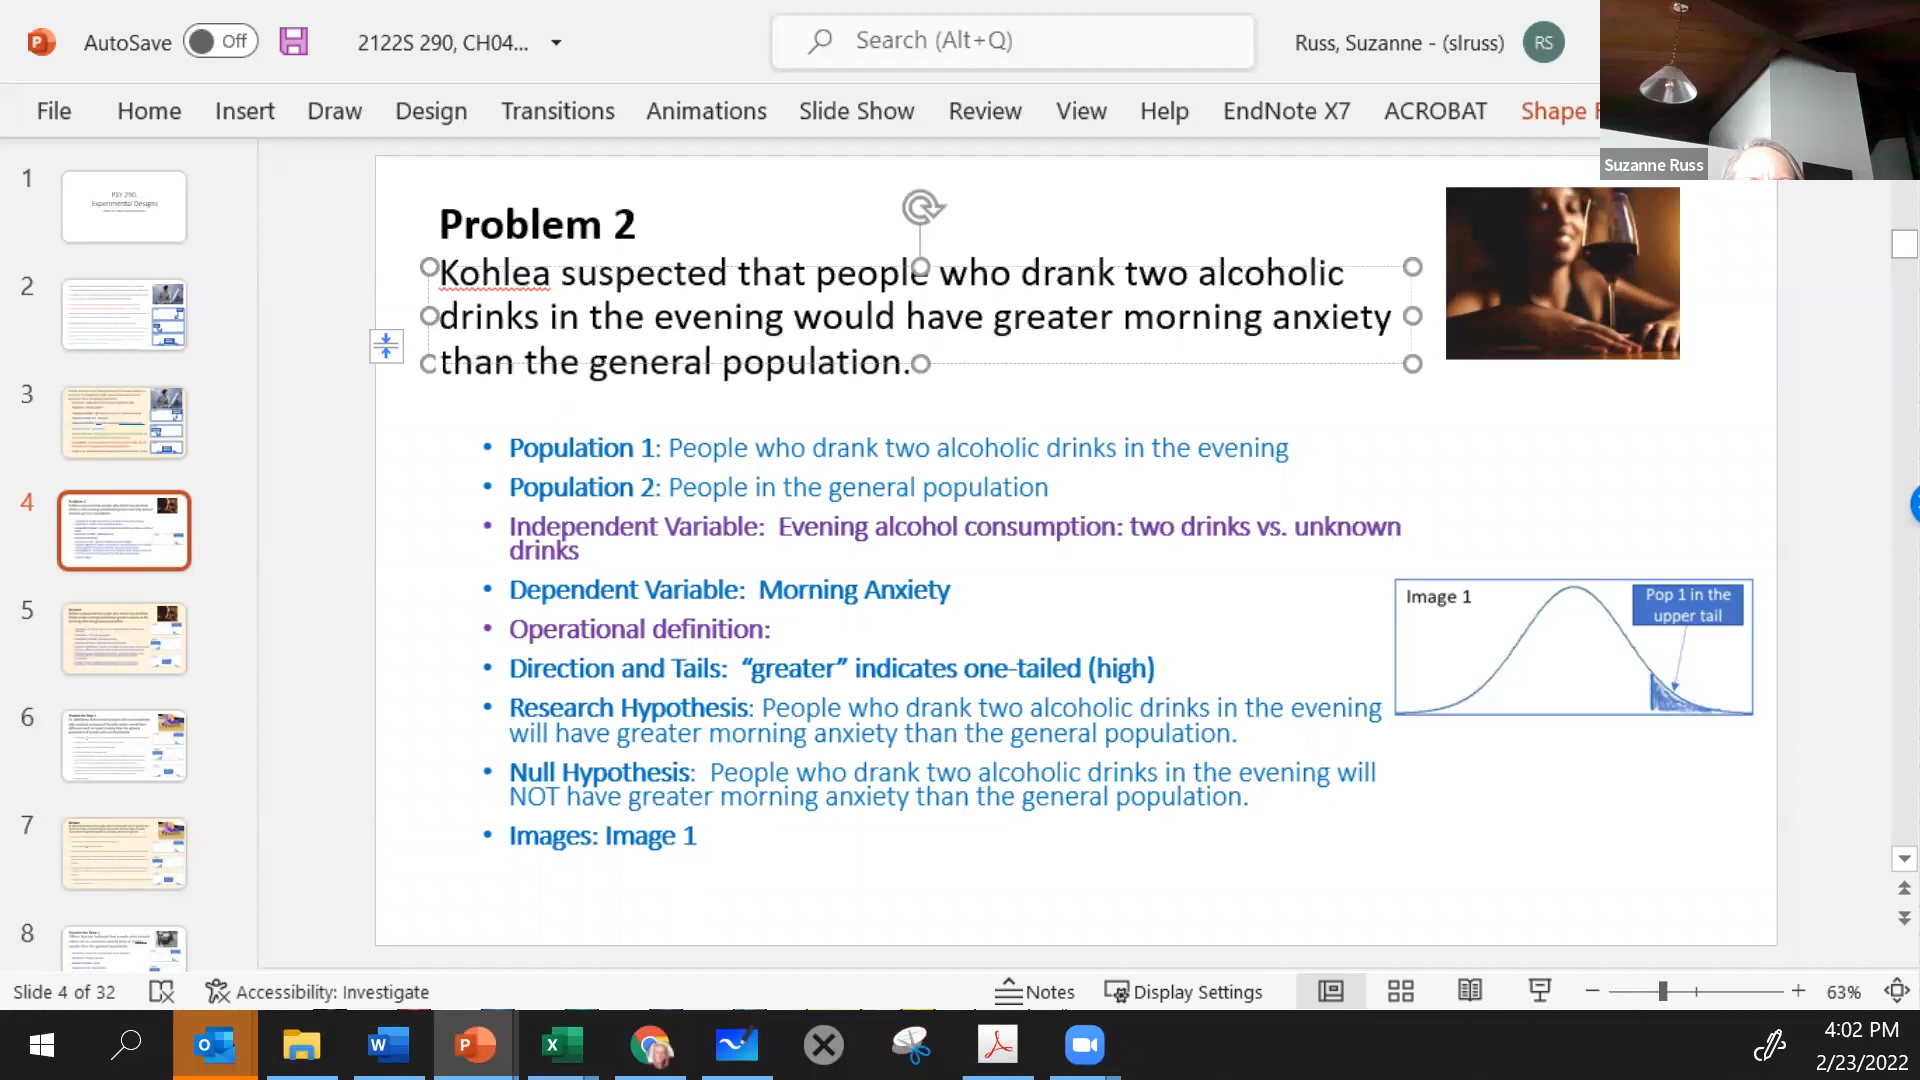 AutoSave
Off
2122S 290, CH04...
Search (Alt+Q)
Russ, Suzanne - (slruss)
RS
File
Home
Insert
Draw
Design
Transitions
Animations
Slide Show
Review
View
Help
EndNote X7
ACROBAT
Shape
Suzanne Russ
1
PSY 290,
Experimental Designs
2
3
4
5
6
7
8
Problem 2
Kohlea suspected that people who drank two alcoholic
drinks in the evening would have greater morning anxiety
than the general population.
• Population 1: People who drank two alcoholic drinks in the evening
• Population 2: People in the general population
• Independent Variable:  Evening alcohol consumption: two drinks vs. unknown
drinks
• Dependent Variable:  Morning Anxiety
• Operational definition:
• Direction and Tails:  “greater” indicates one-tailed (high)
• Research Hypothesis: People who drank two alcoholic drinks in the evening
will have greater morning anxiety than the general population.
• Null Hypothesis:  People who drank two alcoholic drinks in the evening will
NOT have greater morning anxiety than the general population.
• Images: Image 1
Image 1
Pop 1 in the
upper tail
Slide 4 of 32
Accessibility: Investigate
Notes
Display Settings
63%
4:02 PM
2/23/2022